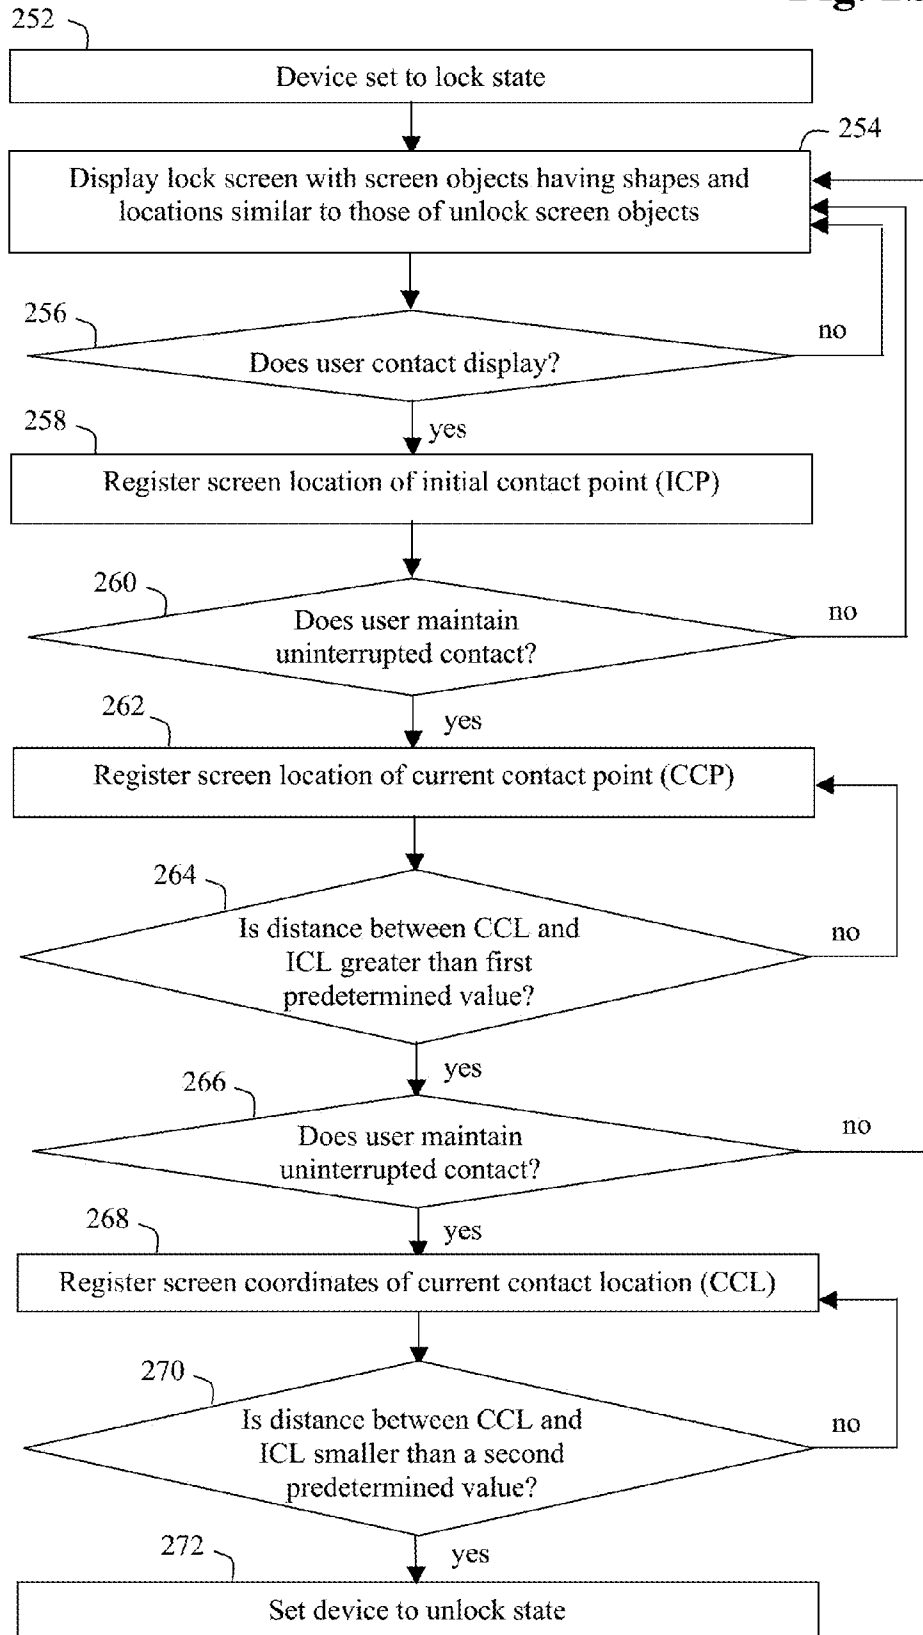 252
Device set to lock state
254
Display lock screen with screen objects having shapes and
locations similar to those of unlock screen objects
256
no
Does user contact display?
258
yes
Register screen location of initial contact point (ICP)
260
no
Does user maintain
uninterrupted contact?
262
yes
Register screen location of current contact point (CCP)
264
Is distance between CCL and
no
ICL greater than first
predetermined value?
yes
266
no
Does user maintain
uninterrupted contact?
268
yes
Register screen coordinates of current contact location (CCL)
270
Is distance between CCL and
no
ICL smaller than a second
predetermined value?
272
yes
Set device to unlock state